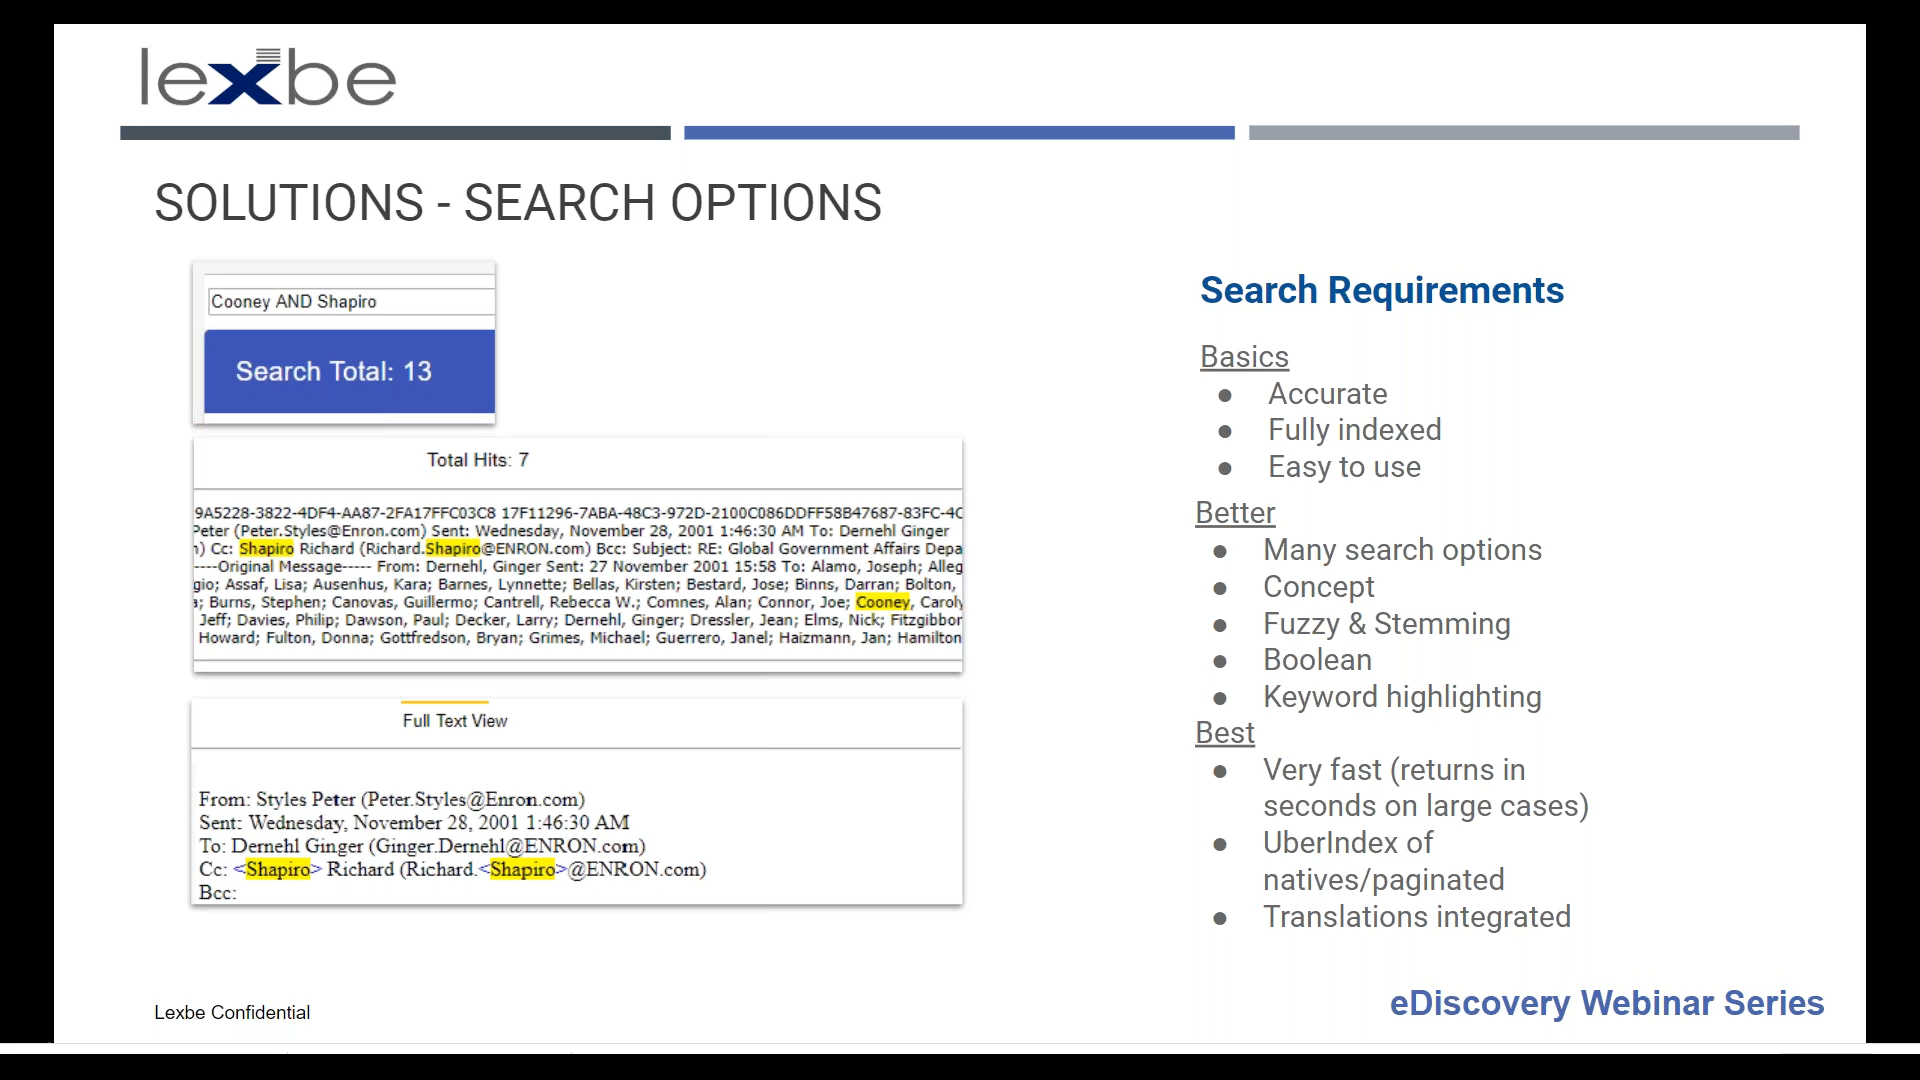 lexbe
SOLUTIONS - SEARCH OPTIONS
Cooney AND Shapiro
Search Total: 13
Total Hits: 7
9A5228-3822-4DF4-AA87-2FA17FFC03C8 17F11296-7ABA-48C3-972D-2100C086DDFF58B47687-83FC-4C
Peter (Peter.Styles@Enron.com) Sent: Wednesday, November 28, 2001 1:46:30 AM To: Dernehl Ginger
) Cc: Shapiro Richard (Richard.Shapiro@ENRON.com) Bcc: Subject: RE: Global Government Affairs Depa
----Original Message----- From: Dernehl, Ginger Sent: 27 November 2001 15:58 To: Alamo, Joseph; Alleg
gio; Assaf, Lisa; Ausenhus, Kara; Barnes, Lynnette; Bellas, Kirsten; Bestard, Jose; Binns, Darran; Bolton,
; Burns, Stephen; Canovas, Guillermo; Cantrell, Rebecca W.; Comnes, Alan; Connor, Joe; Cooney, Caroly
Jeff; Davies, Philip; Dawson, Paul; Decker, Larry; Dernehl, Ginger; Dressler, Jean; Elms, Nick; Fitzgibbor
Howard; Fulton, Donna; Gottfredson, Bryan; Grimes, Michael; Guerrero, Janel; Haizmann, Jan; Hamilton
Full Text View
From: Styles Peter (Peter.Styles@Enron.com)
Sent: Wednesday, November 28, 2001 1:46:30 AM
To: Dernehl Ginger (Ginger.Dernehl@ENRON.com)
Cc: <Shapiro> Richard (Richard.<Shapiro>@ENRON.com)
Bcc:
Search Requirements
Basics
● Accurate
● Fully indexed
● Easy to use
Better
● Many search options
● Concept
● Fuzzy & Stemming
● Boolean
● Keyword highlighting
Best
● Very fast (returns in
seconds on large cases)
● UberIndex of
natives/paginated
● Translations integrated
Lexbe Confidential
eDiscovery Webinar Series